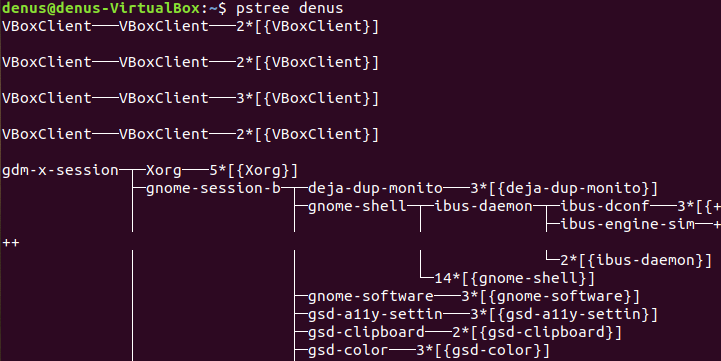 denus@denus-VirtualBox:~$ pstree denus
VBoxClient───VBoxClient───2*[{VBoxClient}]
VBoxClient───VBoxClient───2*[{VBoxClient}]
VBoxClient───VBoxClient───3*[{VBoxClient}]
VBoxClient───VBoxClient───2*[{VBoxClient}]
gdm-x-session─┬─Xorg───5*[{Xorg}]
├─gnome-session-b─┬─deja-dup-monito───3*[{deja-dup-monito}]
│ ├─gnome-shell─┬─ibus-daemon─┬─ibus-dconf───3*[{+
│ │ │ ├─ibus-engine-sim──+
++
│ │ │ └─2*[{ibus-daemon}]
│ │ └─14*[{gnome-shell}]
│ ├─gnome-software───3*[{gnome-software}]
│ ├─gsd-a11y-settin───3*[{gsd-a11y-settin}]
│ ├─gsd-clipboard───2*[{gsd-clipboard}]
│ ├─gsd-color───3*[{gsd-color}]